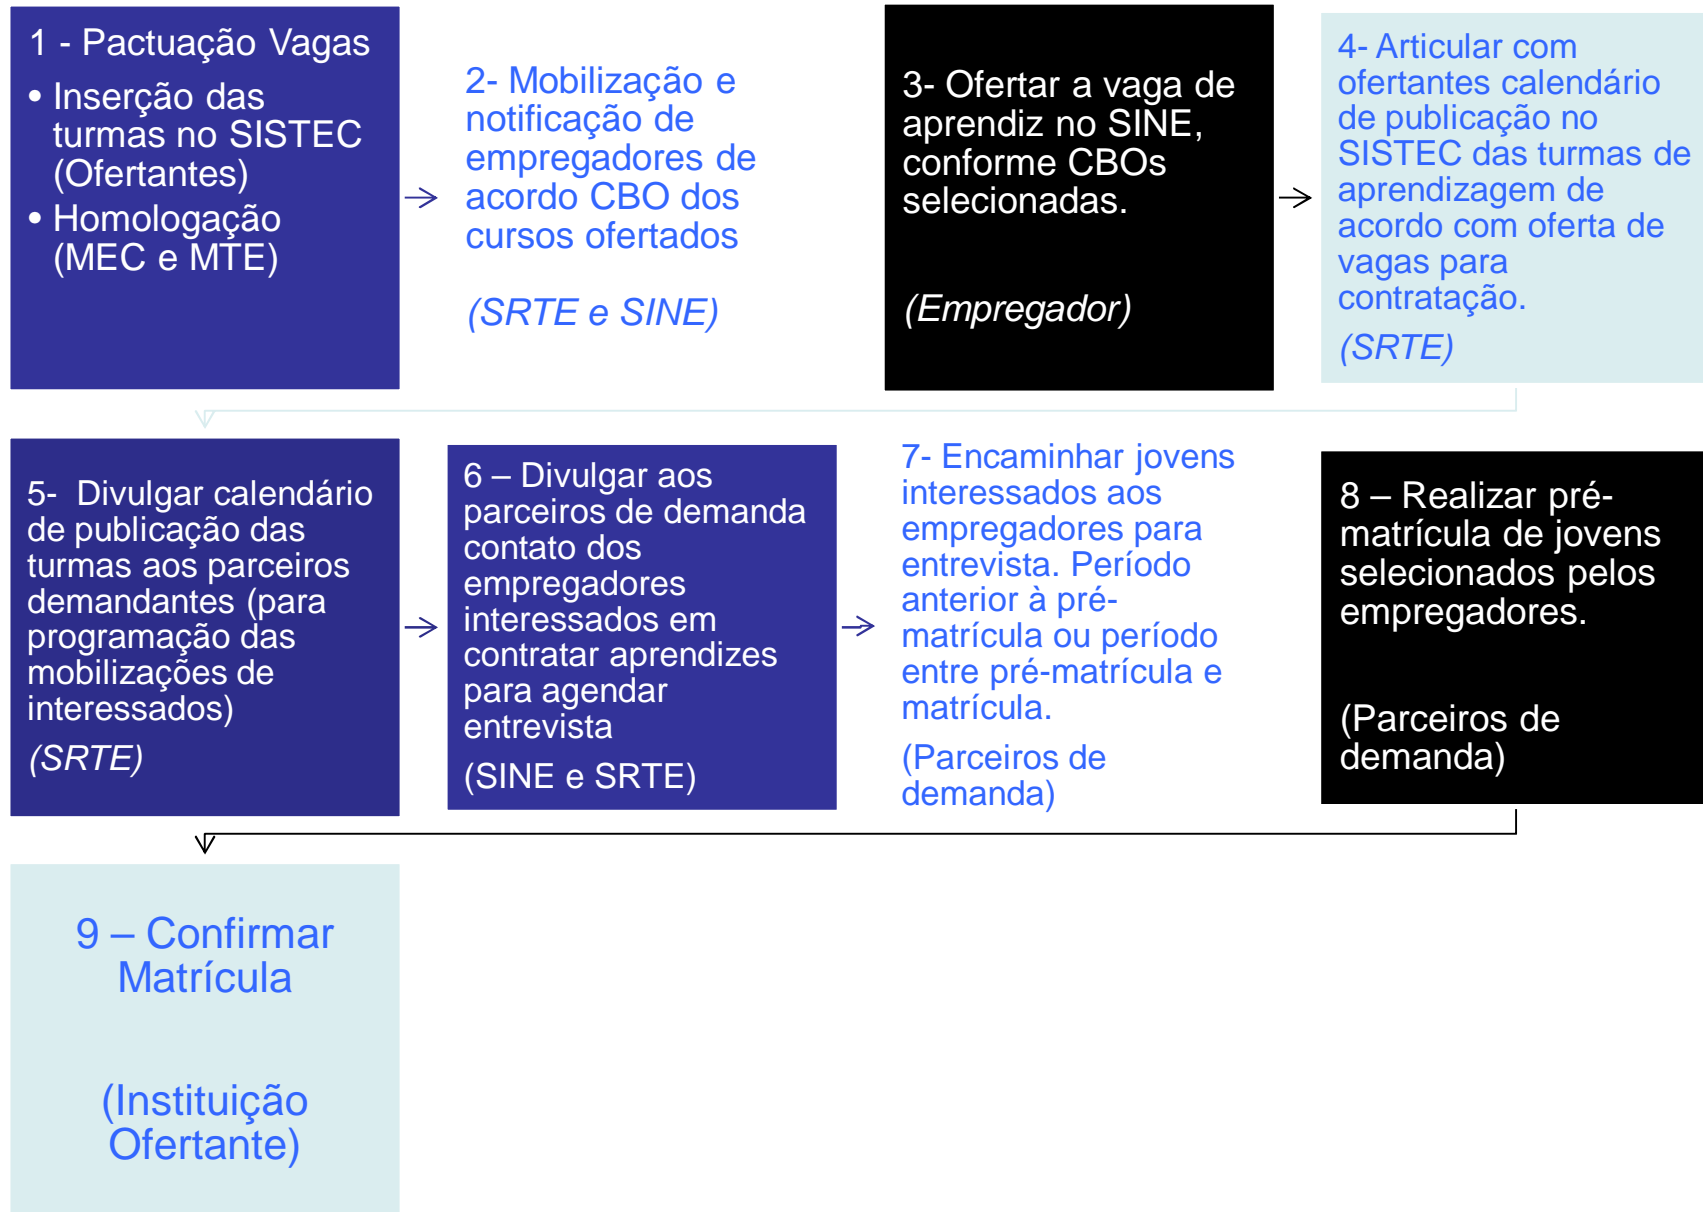 1 - Pactuação Vagas
• Inserção das
turmas no SISTEC
(Ofertantes)
• Homologação
(MEC e MTE)
2- Mobilização e
notificação de
empregadores de
acordo CBO dos
cursos ofertados
(SRTE e SINE)
3- Ofertar a vaga de
aprendiz no SINE,
conforme CBOs
selecionadas.
(Empregador)
4- Articular com
ofertantes calendário
de publicação no
SISTEC das turmas de
aprendizagem de
acordo com oferta de
vagas para
contratação.
(SRTE)
5- Divulgar calendário
de publicação das
turmas aos parceiros
demandantes (para
programação das
mobilizações de
interessados)
(SRTE)
6 – Divulgar aos
parceiros de demanda
contato dos
empregadores
interessados em
contratar aprendizes
para agendar
entrevista
(SINE e SRTE)
7- Encaminhar jovens
interessados aos
empregadores para
entrevista. Período
anterior à pré-
matrícula ou período
entre pré-matrícula e
matrícula.
(Parceiros de
demanda)
8 – Realizar pré-
matrícula de jovens
selecionados pelos
empregadores.
(Parceiros de
demanda)
9 – Confirmar
Matrícula
(Instituição
Ofertante)